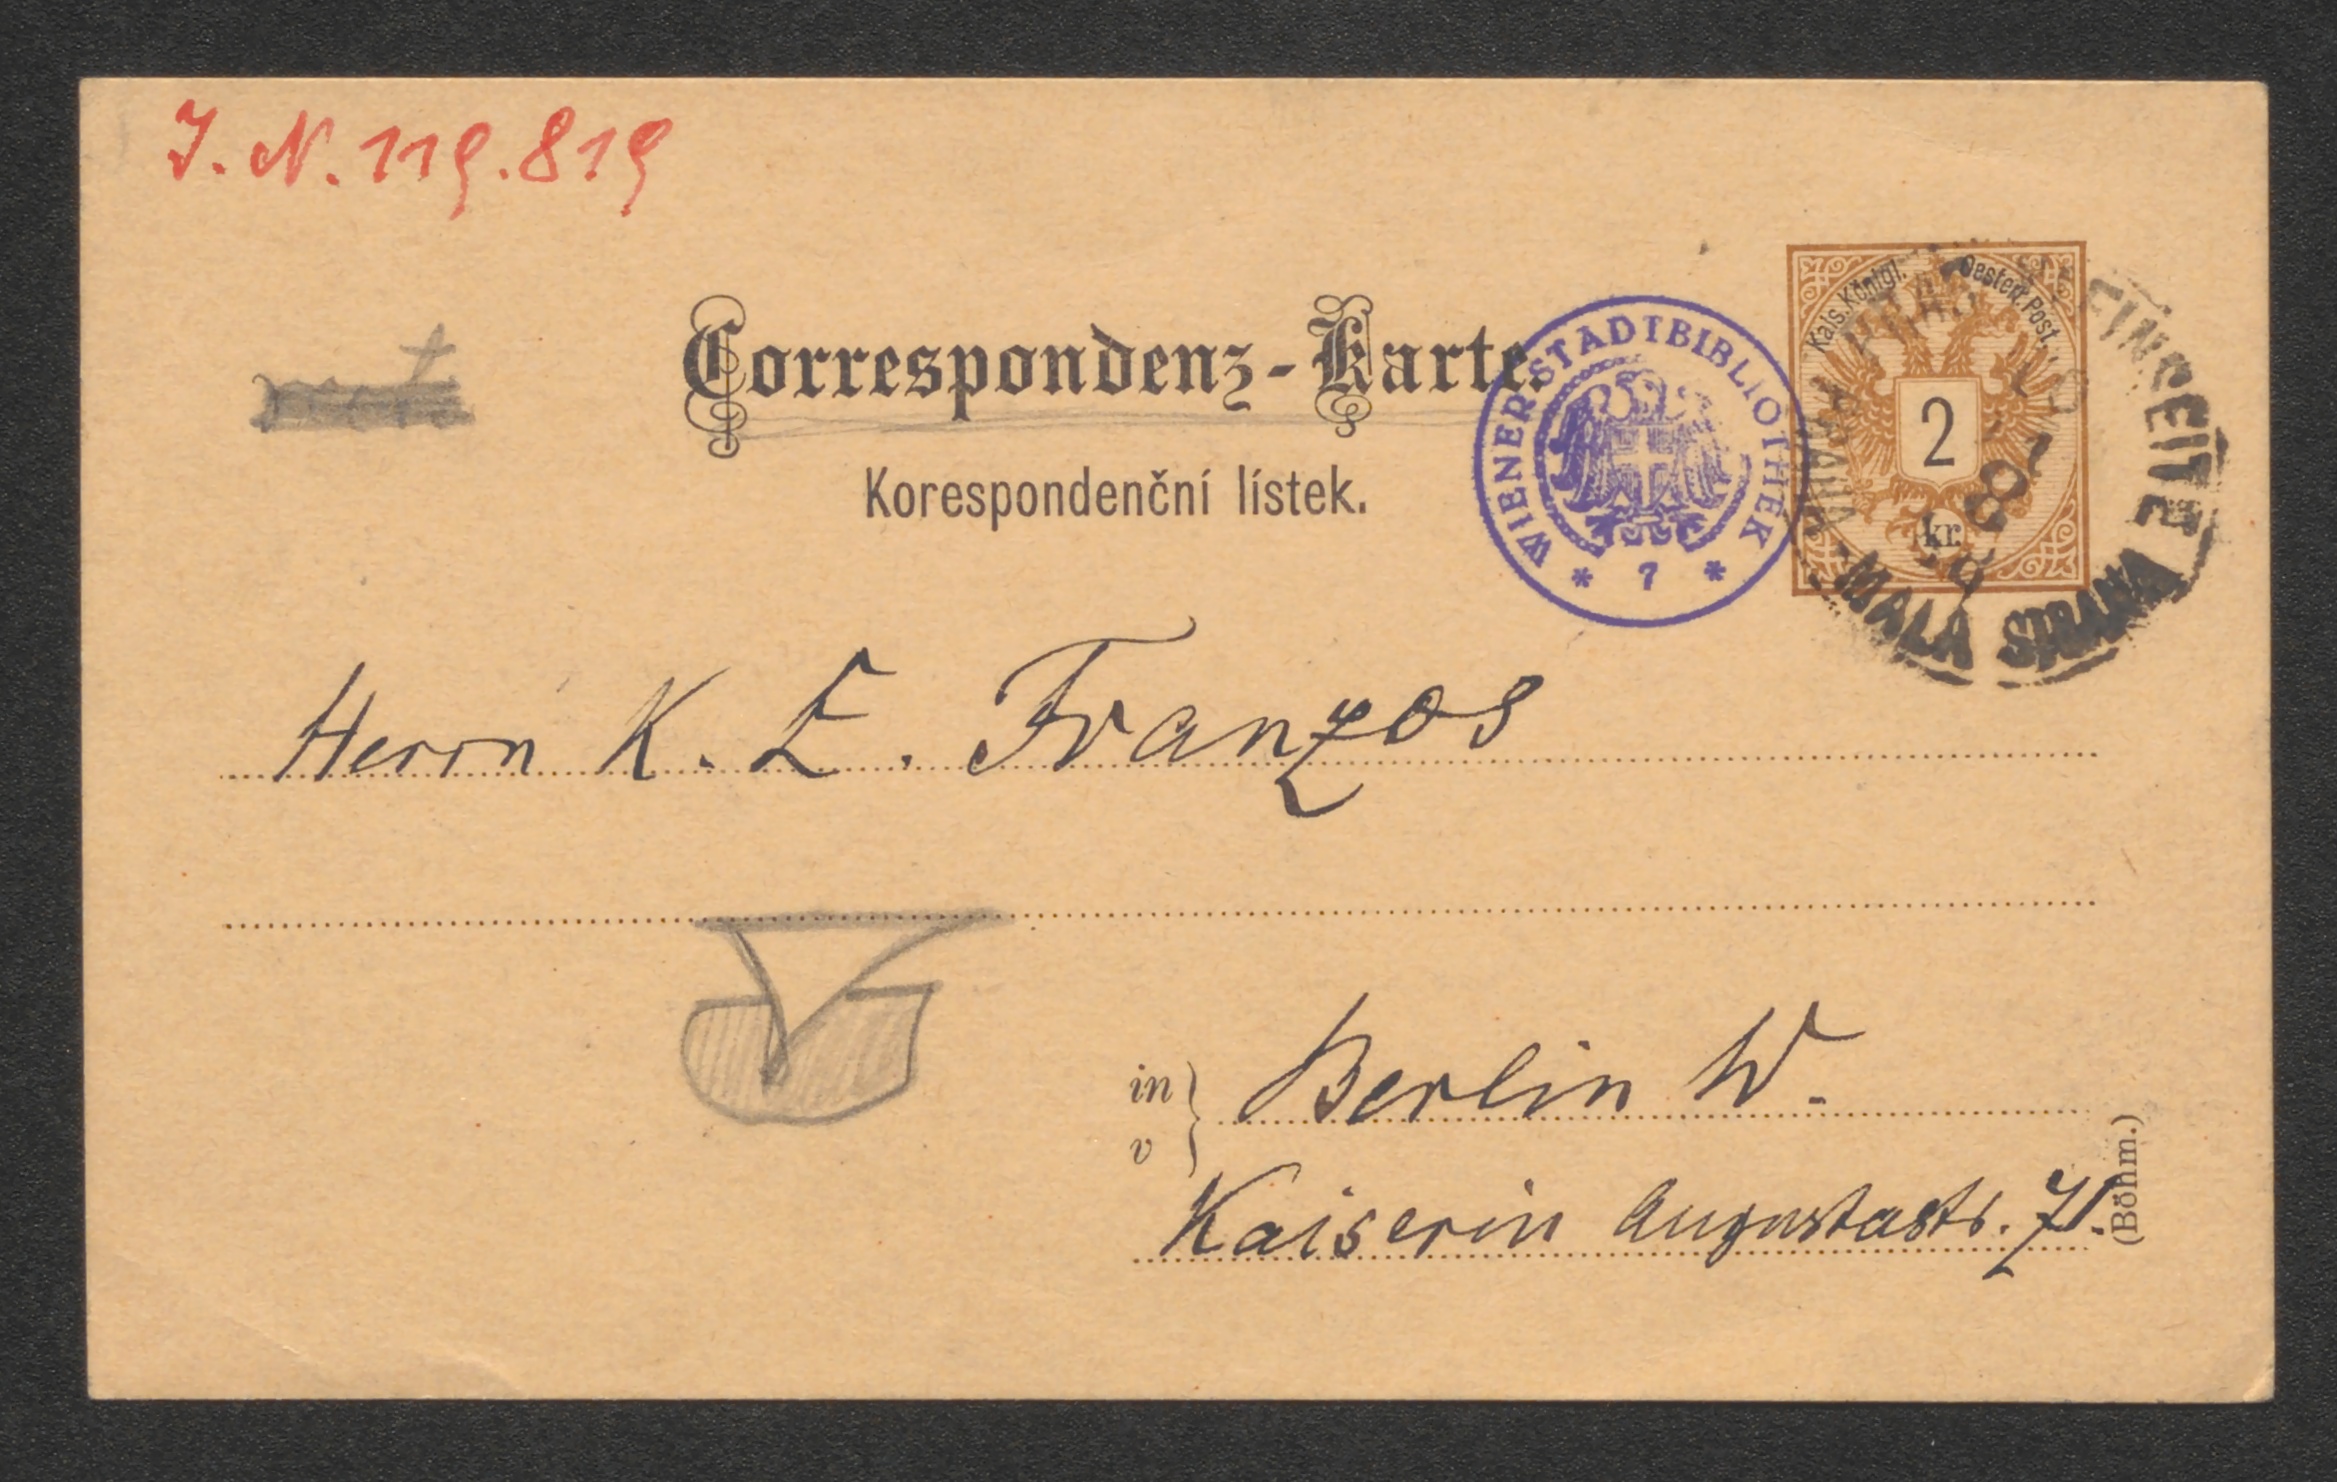 J. N. 119.819
Correspondenz-Karte.
Korespondenční lístek.
WIENER STADTBIBLIOTHEK
* 7 *
Kais. Königl. Oesterr. Post.
2
kr.
MALÁ STRANA
Herrn K. E. Franzos
in
v
Berlin W.
Kaiserin Augustastr. 71.
(Böhm.)